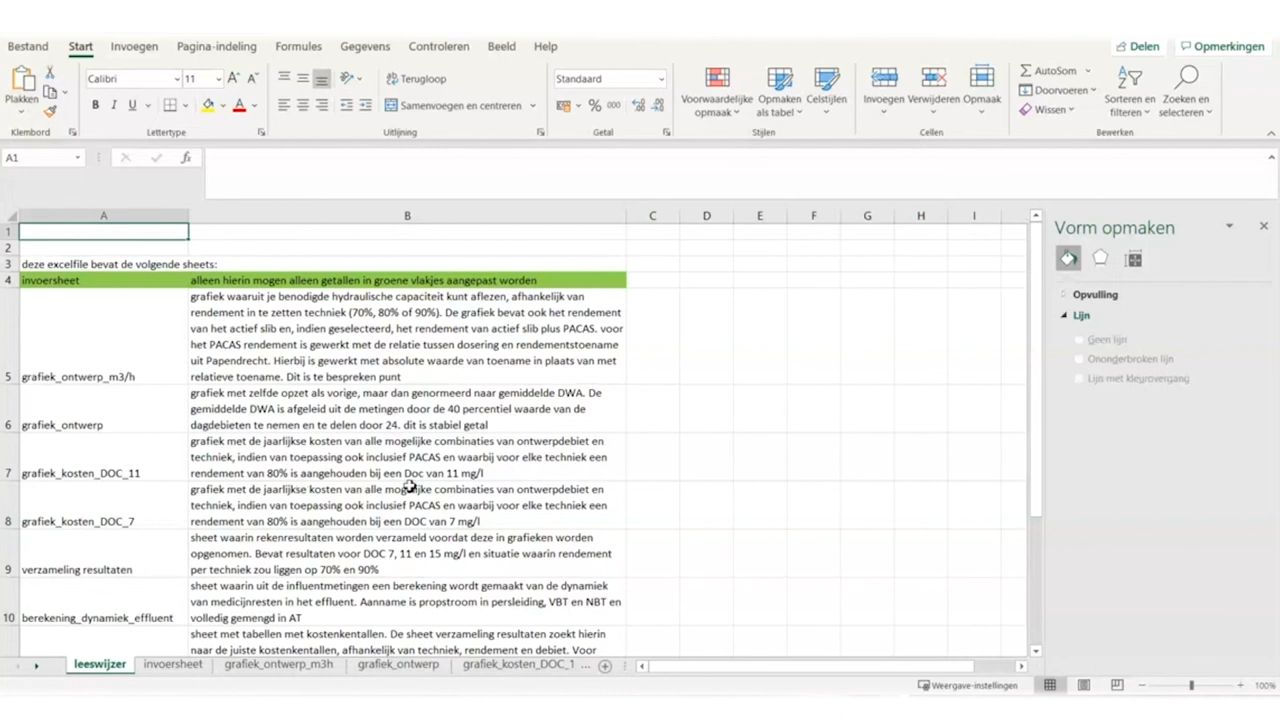 Bestand Start Invoegen Pagina-indeling Formules Gegevens Controleren Beeld Help Delen Opmerkingen
Calibri 11 Terugloop Standaard AutoSom
Plakken Voorwaardelijke opmaak Opmaken als tabel Celstijlen Invoegen Verwijderen Opmaak Doorvoeren Sorteren en filteren Zoeken en selecteren
B I U Samenvoegen en centreren % 000 Wissen
Klembord Lettertype Uitlijning Getal Stijlen Cellen Bewerken
A1 fx
A B C D E F G H I
Vorm opmaken
1
2
3 deze excelfile bevat de volgende sheets:
4 invoersheet alleen hierin mogen alleen getallen in groene vlakjes aangepast worden
grafiek waaruit je benodigde hydraulische capaciteit kunt aflezen, afhankelijk van
rendement in te zetten techniek (70%, 80% of 90%). De grafiek bevat ook het rendement
van het actief slib en, indien geselecteerd, het rendement van actief slib plus PACAS. voor
het PACAS rendement is gewerkt met de relatie tussen dosering en rendementstoename
uit Papendrecht. Hierbij is gewerkt met absolute waarde van toename in plaats van met
5 grafiek_ontwerp_m3/h relatieve toename. Dit is te bespreken punt
grafiek met zelfde opzet als vorige, maar dan genormeerd naar gemiddelde DWA. De
gemiddelde DWA is afgeleid uit de metingen door de 40 percentiel waarde van de
6 grafiek_ontwerp dagdebieten te nemen en te delen door 24. dit is stabiel getal
grafiek met de jaarlijkse kosten van alle mogelijke combinaties van ontwerpdebiet en
techniek, indien van toepassing ook inclusief PACAS en waarbij voor elke techniek een
7 grafiek_kosten_DOC_11 rendement van 80% is aangehouden bij een Doc van 11 mg/l
grafiek met de jaarlijkse kosten van alle mogelijke combinaties van ontwerpdebiet en
techniek, indien van toepassing ook inclusief PACAS en waarbij voor elke techniek een
8 grafiek_kosten_DOC_7 rendement van 80% is aangehouden bij een DOC van 7 mg/l
sheet waarin rekenresultaten worden verzameld voordat deze in grafieken worden
opgenomen. Bevat resultaten voor DOC 7, 11 en 15 mg/l en situatie waarin rendement
9 verzameling resultaten per techniek zou liggen op 70% en 90%
sheet waarin uit de influentmetingen een berekening wordt gemaakt van de dynamiek
van medicijnresten in het effluent. Aanname is propstroom in persleiding, VBT en NBT en
10 berekening_dynamiek_effluent volledig gemengd in AT
sheet met tabellen met kostenkentallen. De sheet verzameling resultaten zoekt hierin
naar de juiste kostenkentallen, afhankelijk van techniek, rendement en debiet. Voor
Opvulling
Lijn
Geen lijn
Ononderbroken lijn
Lijn met kleurovergang
leeswijzer invoersheet grafiek_ontwerp_m3h grafiek_ontwerp grafiek_kosten_DOC_1 ...
Weergave-instellingen 100%